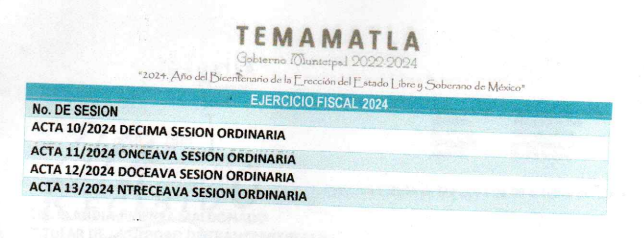 TEMAMATLA
Gobierno Municipal 2022-2024
"2024. Año del Bicentenario de la Erección del Estado Libre y Soberano de México"
EJERCICIO FISCAL 2024
No. DE SESION
ACTA 10/2024 DECIMA SESION ORDINARIA
ACTA 11/2024 ONCEAVA SESION ORDINARIA
ACTA 12/2024 DOCEAVA SESION ORDINARIA
ACTA 13/2024 NTRECEAVA SESION ORDINARIA